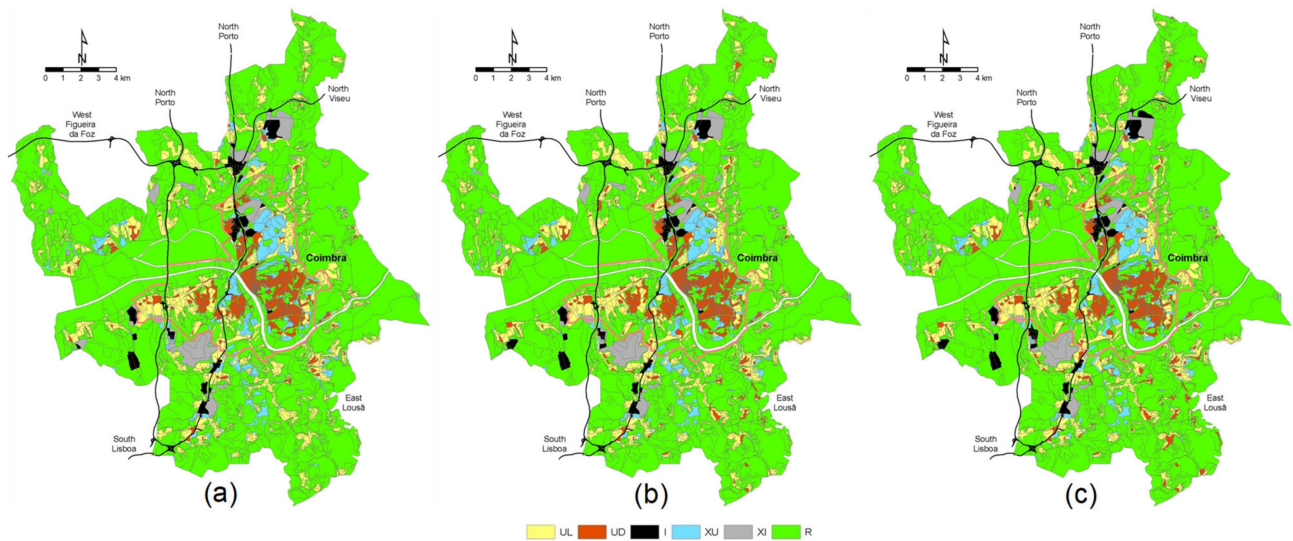 North
Porto
N
0 1 2 3 4 km
North
Porto
North
Viseu
West
Figueira
da Foz
Coimbra
East
Lousã
South
Lisboa
(a)
North
Porto
N
0 1 2 3 4 km
North
Porto
North
Viseu
West
Figueira
da Foz
Coimbra
East
Lousã
South
Lisboa
(b)
North
Porto
N
0 1 2 3 4 km
North
Porto
North
Viseu
West
Figueira
da Foz
Coimbra
East
Lousã
South
Lisboa
(c)
UL UD I XU XI R